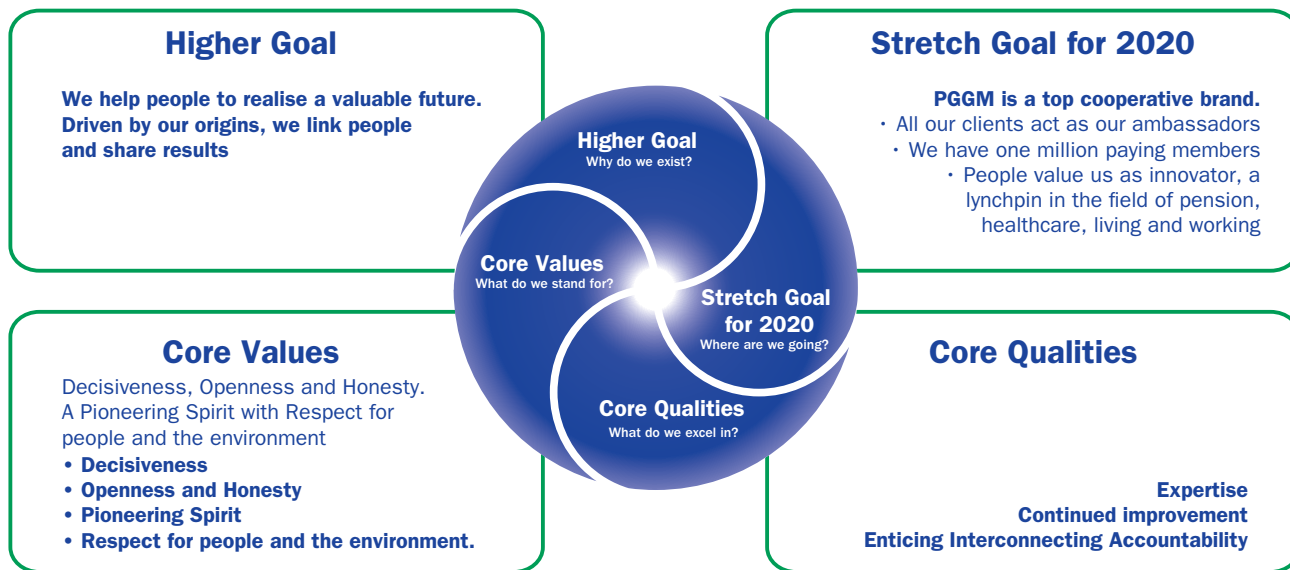 Higher Goal
We help people to realise a valuable future.
Driven by our origins, we link people
and share results
Stretch Goal for 2020
PGGM is a top cooperative brand.
· All our clients act as our ambassadors
· We have one million paying members
· People value us as innovator, a
lynchpin in the field of pension,
healthcare, living and working
Higher Goal
Why do we exist?
Core Values
What do we stand for?
Stretch Goal
for 2020
Where are we going?
Core Qualities
What do we excel in?
Core Values
Decisiveness, Openness and Honesty.
A Pioneering Spirit with Respect for
people and the environment
• Decisiveness
• Openness and Honesty
• Pioneering Spirit
• Respect for people and the environment.
Core Qualities
Expertise
Continued improvement
Enticing Interconnecting Accountability